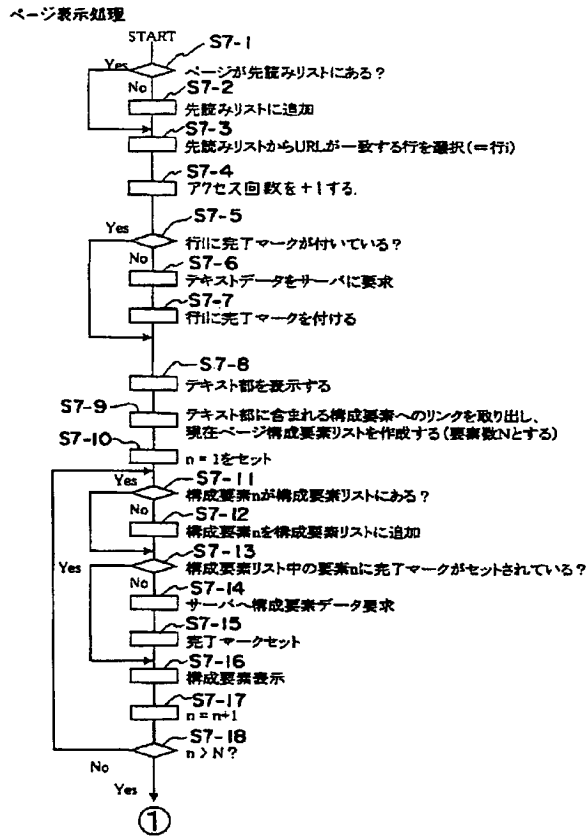 ページ表示処理
START
S7-1
Yes
ページが先読みリストにある?
No
S7-2
先読みリストに追加
S7-3
先読みリストからURLが一致する行を選択(=行i)
S7-4
アクセス回数を+1する.
S7-5
Yes
行iに完了マークが付いている?
No
S7-6
テキストデータをサーバに要求
S7-7
行iに完了マークを付ける
S7-8
テキスト部を表示する
S7-9
テキスト部に含まれる構成要素へのリンクを取り出し、
現在ページ構成要素リストを作成する(要素数Nとする)
S7-10
n = 1をセット
S7-11
Yes
構成要素nが構成要素リストにある?
No
S7-12
構成要素nを構成要素リストに追加
S7-13
Yes
構成要素リスト中の要素nに完了マークがセットされている?
No
S7-14
サーバへ構成要素データ要求
S7-15
完了マークセット
S7-16
構成要素表示
S7-17
n = n+1
S7-18
n > N?
No
Yes
1